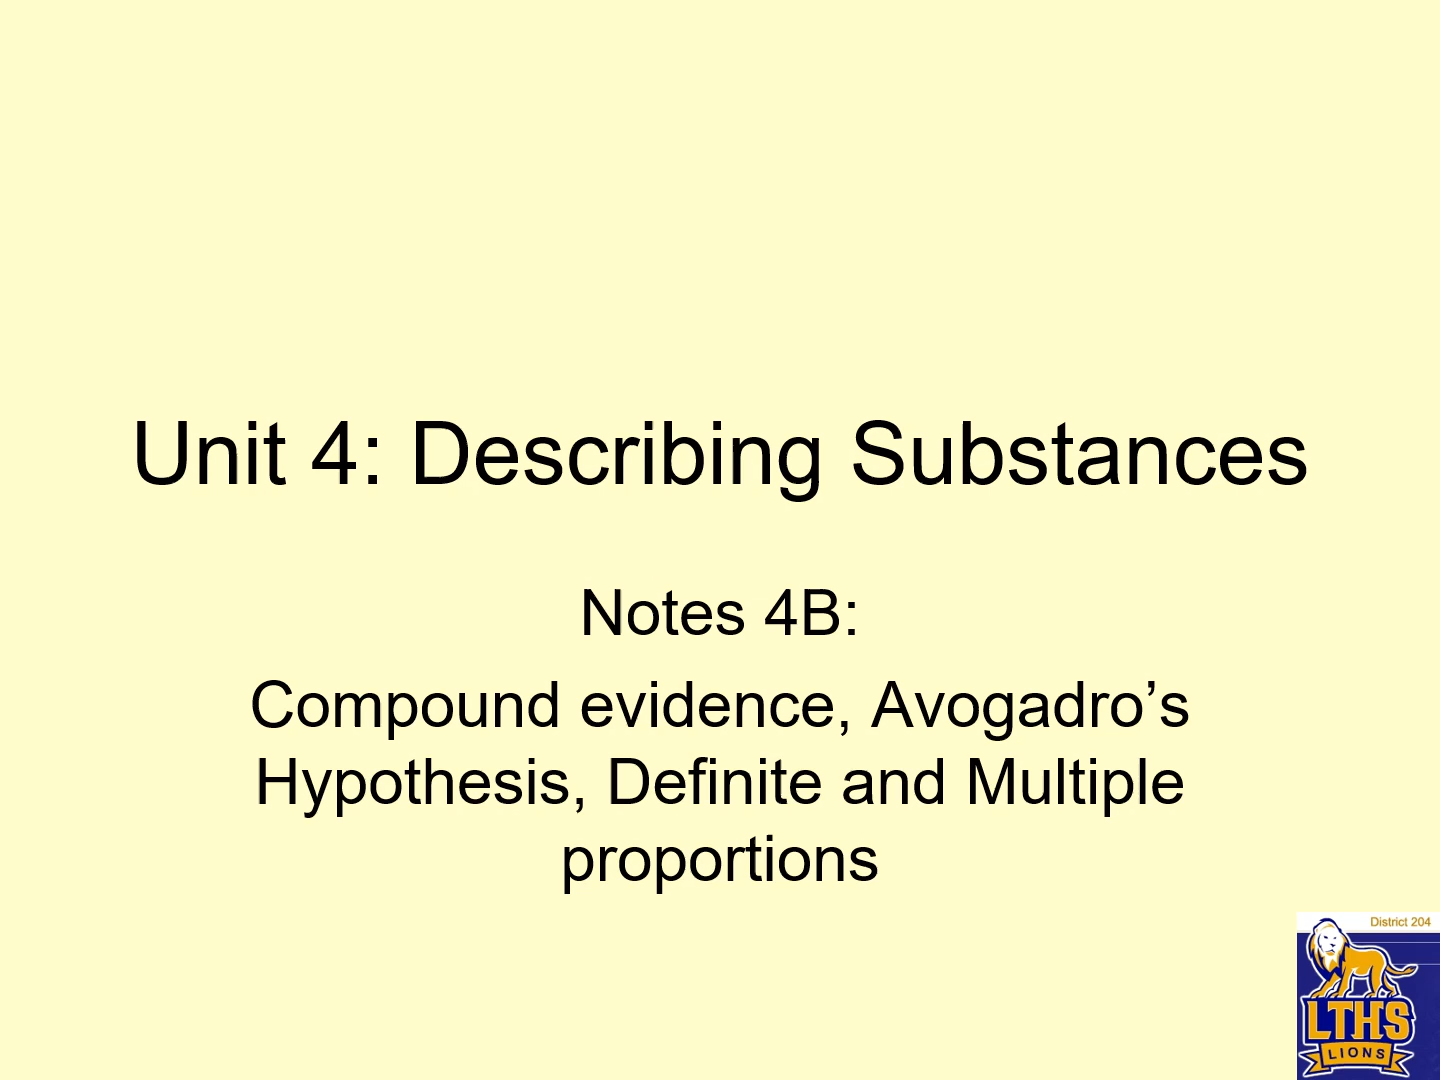 Unit 4: Describing Substances
Notes 4B:
Compound evidence, Avogadro’s
Hypothesis, Definite and Multiple
proportions
District 204
LTHS
LIONS